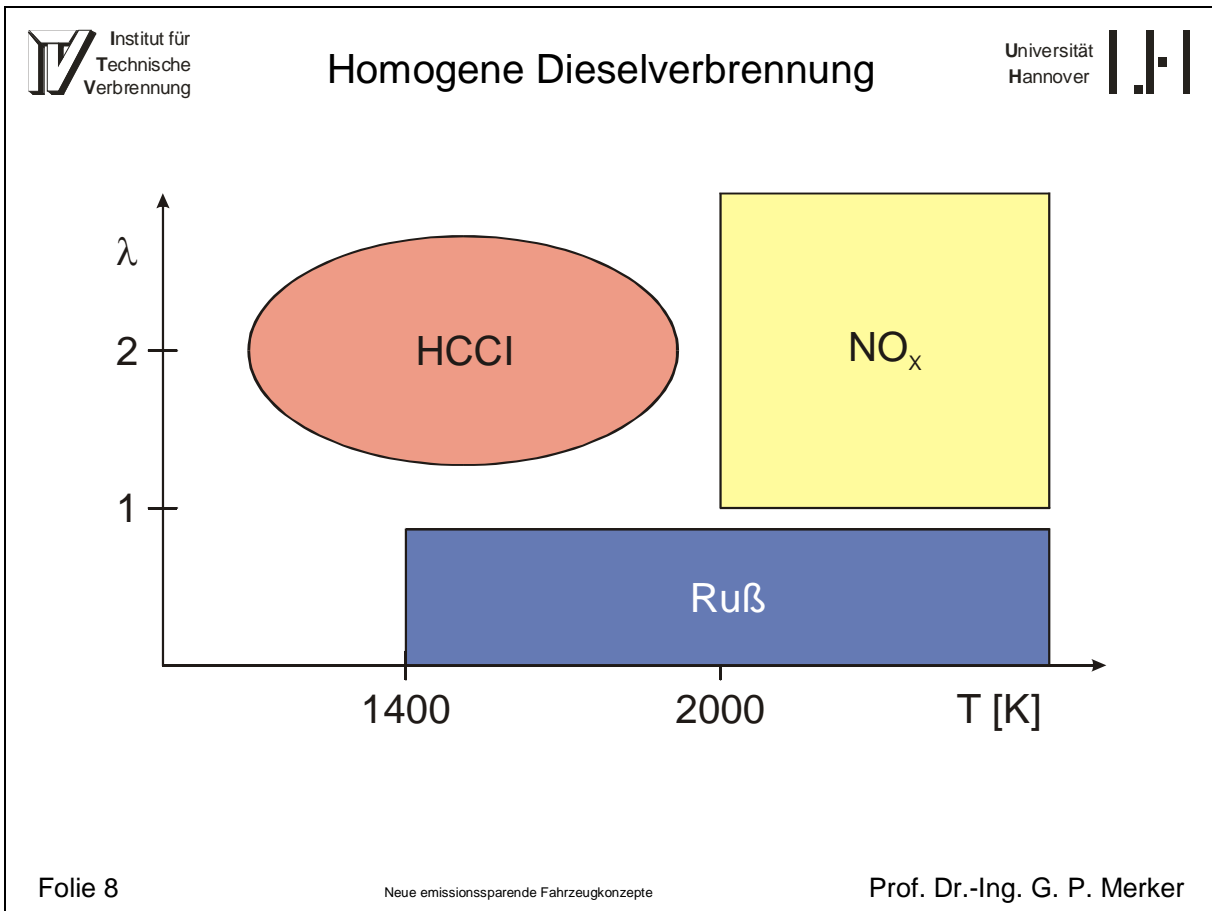 Institut für
Technische
Verbrennung
Homogene Dieselverbrennung
Universität
Hannover
λ
2
1
HCCI
NOX
Ruß
1400
2000
T [K]
Folie 8
Neue emissionssparende Fahrzeugkonzepte
Prof. Dr.-Ing. G. P. Merker